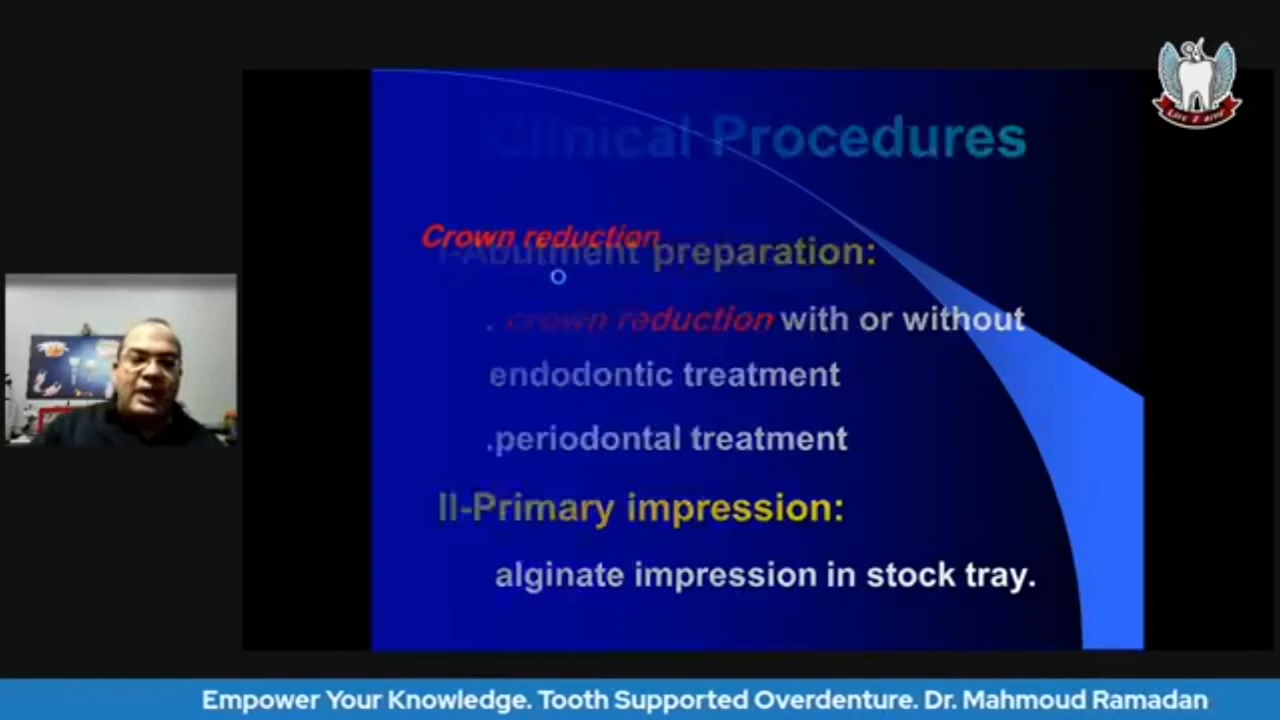 Clinical Procedures
Crown reduction
I-Abutment preparation:
. crown reduction with or without
endodontic treatment
.periodontal treatment
II-Primary impression:
alginate impression in stock tray.
Empower Your Knowledge. Tooth Supported Overdenture. Dr. Mahmoud Ramadan